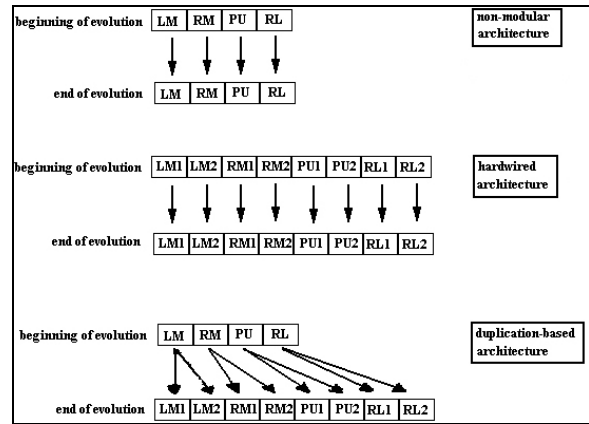 beginning of evolution LM RM PU RL non-modular
architecture
end of evolution LM RM PU RL
beginning of evolution LM1 LM2 RM1 RM2 PU1 PU2 RL1 RL2 hardwired
architecture
end of evolution LM1 LM2 RM1 RM2 PU1 PU2 RL1 RL2
beginning of evolution LM RM PU RL duplication-based
architecture
end of evolution LM1 LM2 RM1 RM2 PU1 PU2 RL1 RL2